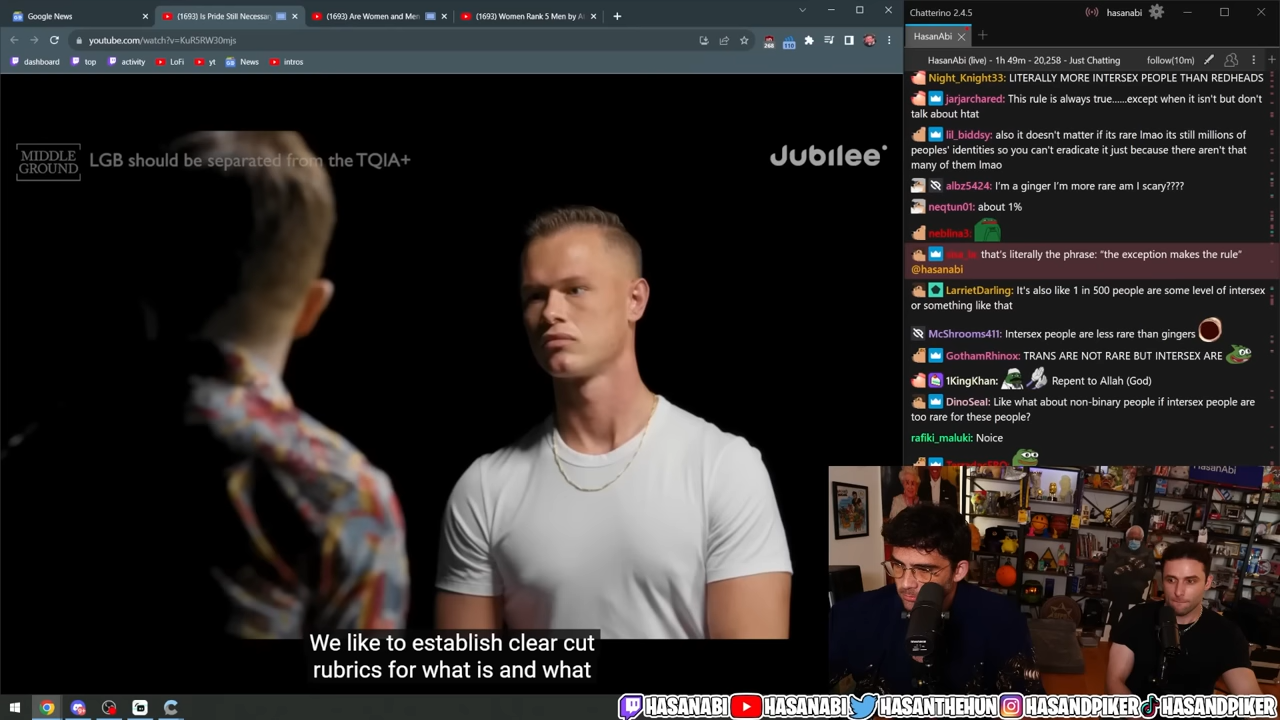 Google News
(1693) Is Pride Still Necessary
(1693) Are Women and Men
(1693) Women Rank 5 Men by A
youtube.com/watch?v=KuR5RW30mjs
268
110
dashboard
top
activity
LoFi
yt
News
intros
MIDDLE
GROUND
LGB should be separated from the TQIA+
Jubilee
We like to establish clear cut
rubrics for what is and what
Chatterino 2.4.5
hasanabi
HasanAbi
HasanAbi (live) - 1h 49m - 20,258 - Just Chatting
follow(10m)
Night_Knight33: LITERALLY MORE INTERSEX PEOPLE THAN REDHEADS
jarjarchared: This rule is always true......except when it isn't but don't
talk about htat
lil_biddsy: also it doesn't matter if its rare lmao its still millions of
peoples' identities so you can't eradicate it just because there aren't that
many of them lmao
albz5424: I'm a ginger I'm more rare am I scary????
neqtun01: about 1%
neblina3:
that's literally the phrase: "the exception makes the rule"
@hasanabi
LarrietDarling: It's also like 1 in 500 people are some level of intersex
or something like that
McShrooms411: Intersex people are less rare than gingers
GothamRhinox: TRANS ARE NOT RARE BUT INTERSEX ARE
1KingKhan: Repent to Allah (God)
DinoSeal: Like what about non-binary people if intersex people are
too rare for these people?
rafiki_maluki: Noice
HasanAbi
HASANABI HASANABI HASANTHEHUN HASANDPIKER HASANDPIKER